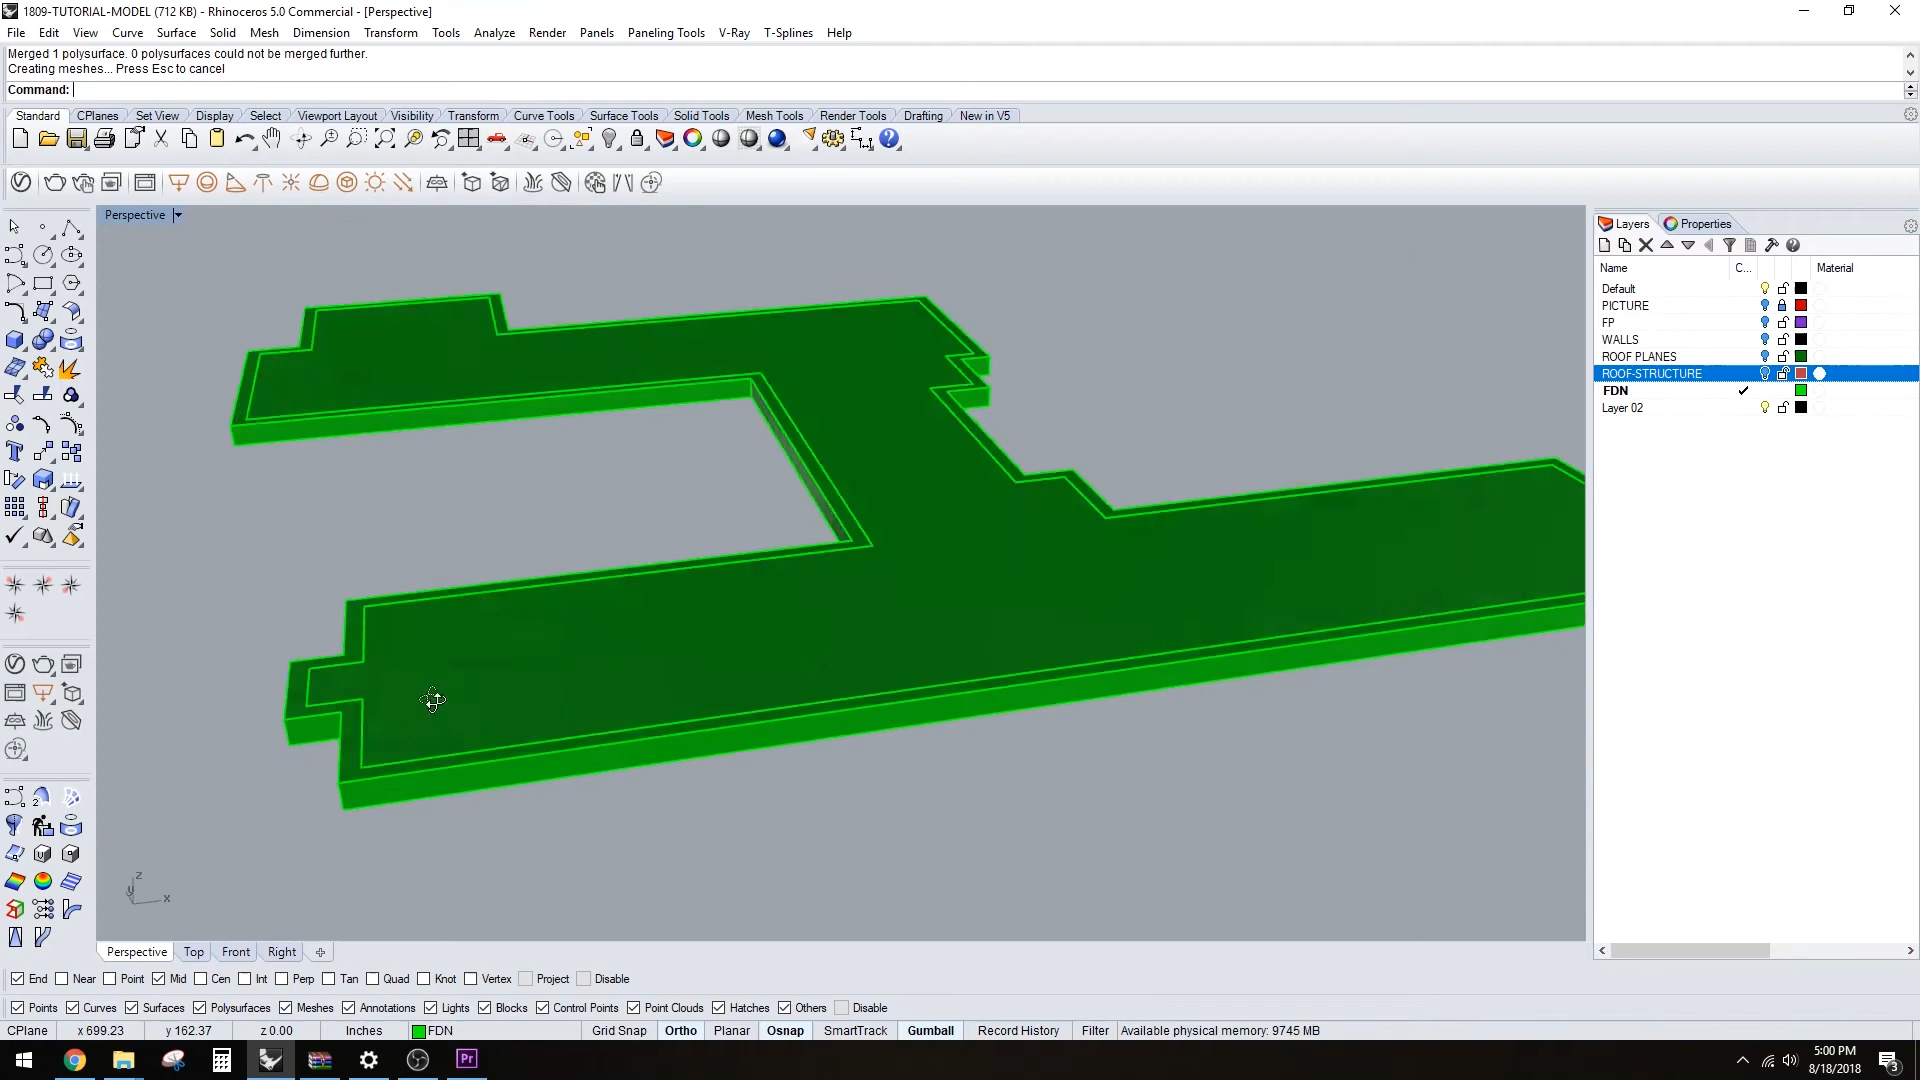 1809-TUTORIAL-MODEL (712 KB) - Rhinoceros 5.0 Commercial - [Perspective]
File Edit View Curve Surface Solid Mesh Dimension Transform Tools Analyze Render Panels Paneling Tools V-Ray T-Splines Help
Merged 1 polysurface. 0 polysurfaces could not be merged further.
Creating meshes... Press Esc to cancel
Command:
Standard CPlanes Set View Display Select Viewport Layout Visibility Transform Curve Tools Surface Tools Solid Tools Mesh Tools Render Tools Drafting New in V5
Perspective
Layers Properties
Name C... Material
Default
PICTURE
FP
WALLS
ROOF PLANES
ROOF-STRUCTURE
FDN
Layer 02
z
y x
Perspective Top Front Right
End Near Point Mid Cen Int Perp Tan Quad Knot Vertex Project Disable
Points Curves Surfaces Polysurfaces Meshes Annotations Lights Blocks Control Points Point Clouds Hatches Others Disable
CPlane x 699.23 y 162.37 z 0.00 Inches FDN Grid Snap Ortho Planar Osnap SmartTrack Gumball Record History Filter Available physical memory: 9745 MB
Pr
5:00 PM
8/18/2018
3